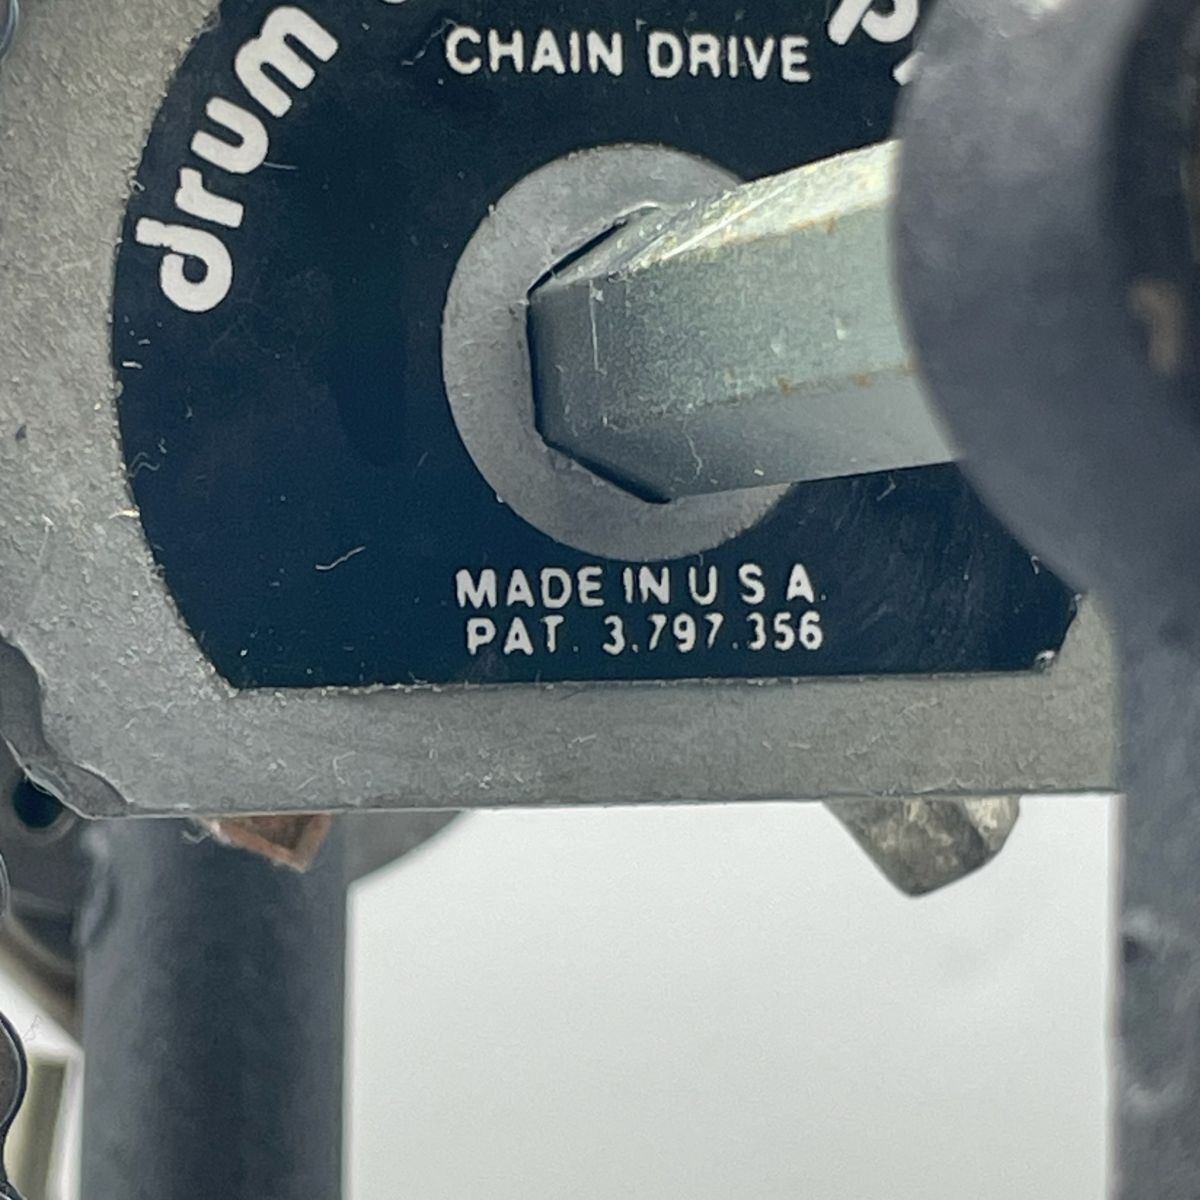 drum
CHAIN DRIVE
MADE IN U S A.
PAT. 3.797.356